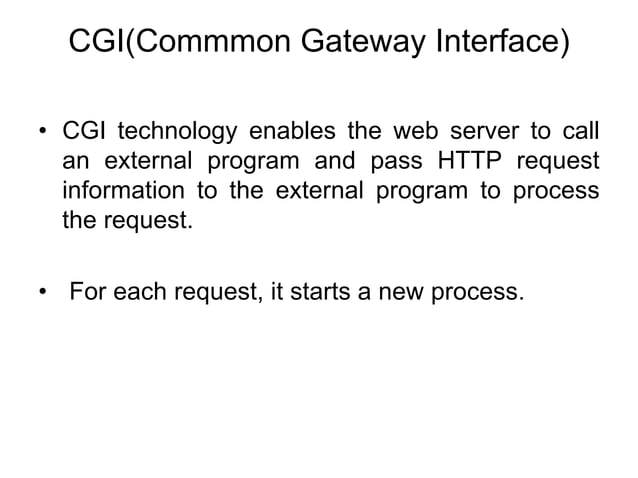 CGI(Commmon Gateway Interface)
• CGI technology enables the web server to call
an external program and pass HTTP request
information to the external program to process
the request.
• For each request, it starts a new process.